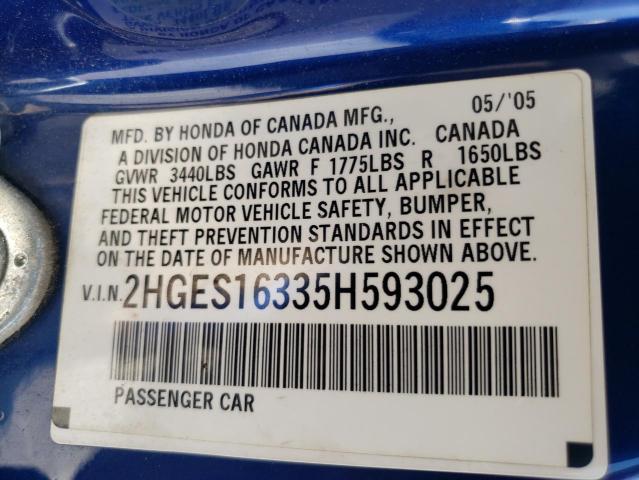 MFD. BY HONDA OF CANADA MFG., 05/'05
A DIVISION OF HONDA CANADA INC. CANADA
GVWR 3440LBS GAWR F 1775LBS R 1650LBS
THIS VEHICLE CONFORMS TO ALL APPLICABLE
FEDERAL MOTOR VEHICLE SAFETY, BUMPER,
AND THEFT PREVENTION STANDARDS IN EFFECT
ON THE DATE OF MANUFACTURE SHOWN ABOVE.
V.I.N. 2HGES16335H593025
PASSENGER CAR